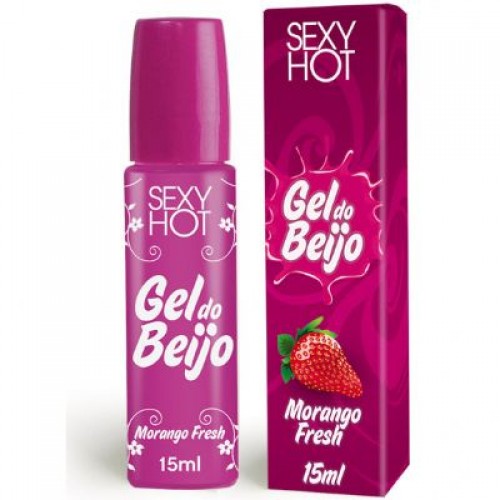 SEXY
HOT
Gel do
Beijo
Morango Fresh
15ml
SEXY
HOT
Gel do
Beijo
Morango
Fresh
15ml